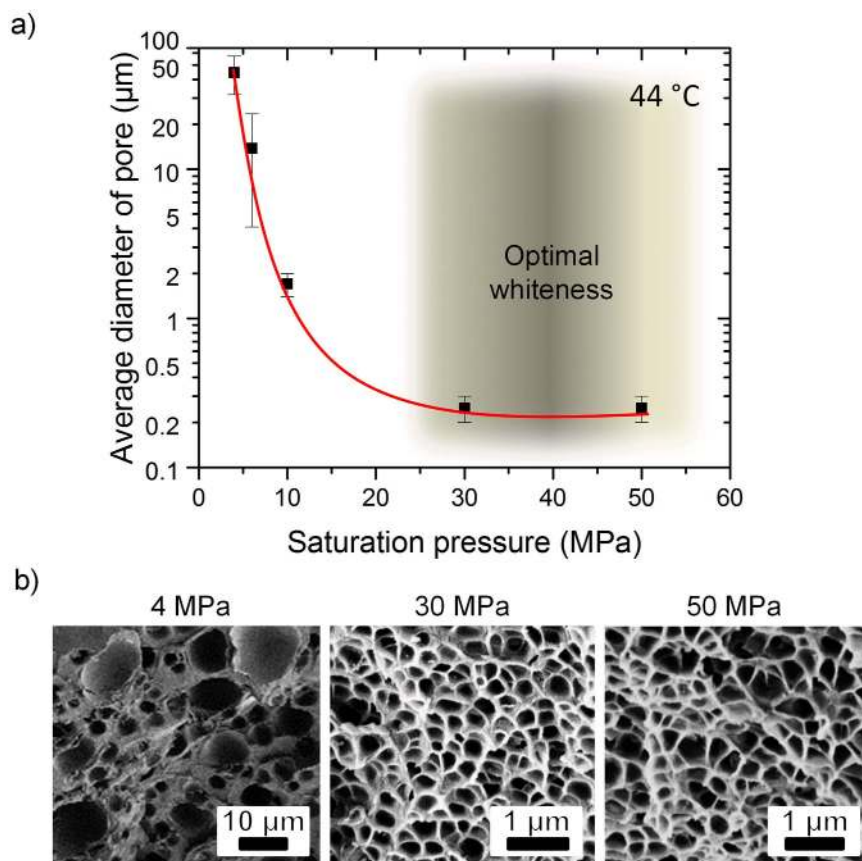 a)
Average diameter of pore (µm)
100
50
20
10
5
2
1
0.5
0.2
0.1
44 °C
Optimal
whiteness
0 10 20 30 40 50 60
Saturation pressure (MPa)
b)
4 MPa 30 MPa 50 MPa
10 µm 1 µm 1 µm